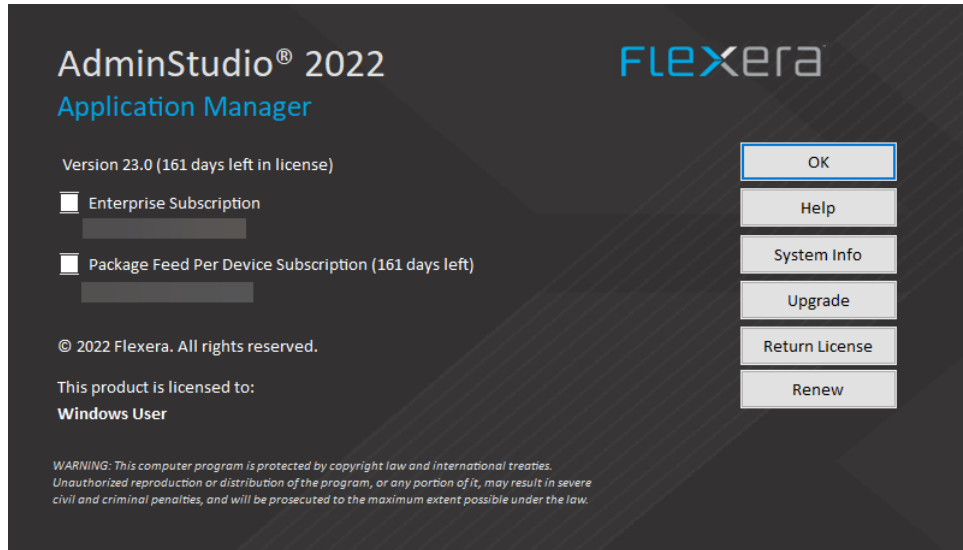 AdminStudio® 2022
Flexera
Application Manager
Version 23.0 (161 days left in license)
Enterprise Subscription
Package Feed Per Device Subscription (161 days left)
© 2022 Flexera. All rights reserved.
This product is licensed to:
Windows User
WARNING: This computer program is protected by copyright law and international treaties.
Unauthorized reproduction or distribution of the program, or any portion of it, may result in severe
civil and criminal penalties, and will be prosecuted to the maximum extent possible under the law.
OK
Help
System Info
Upgrade
Return License
Renew